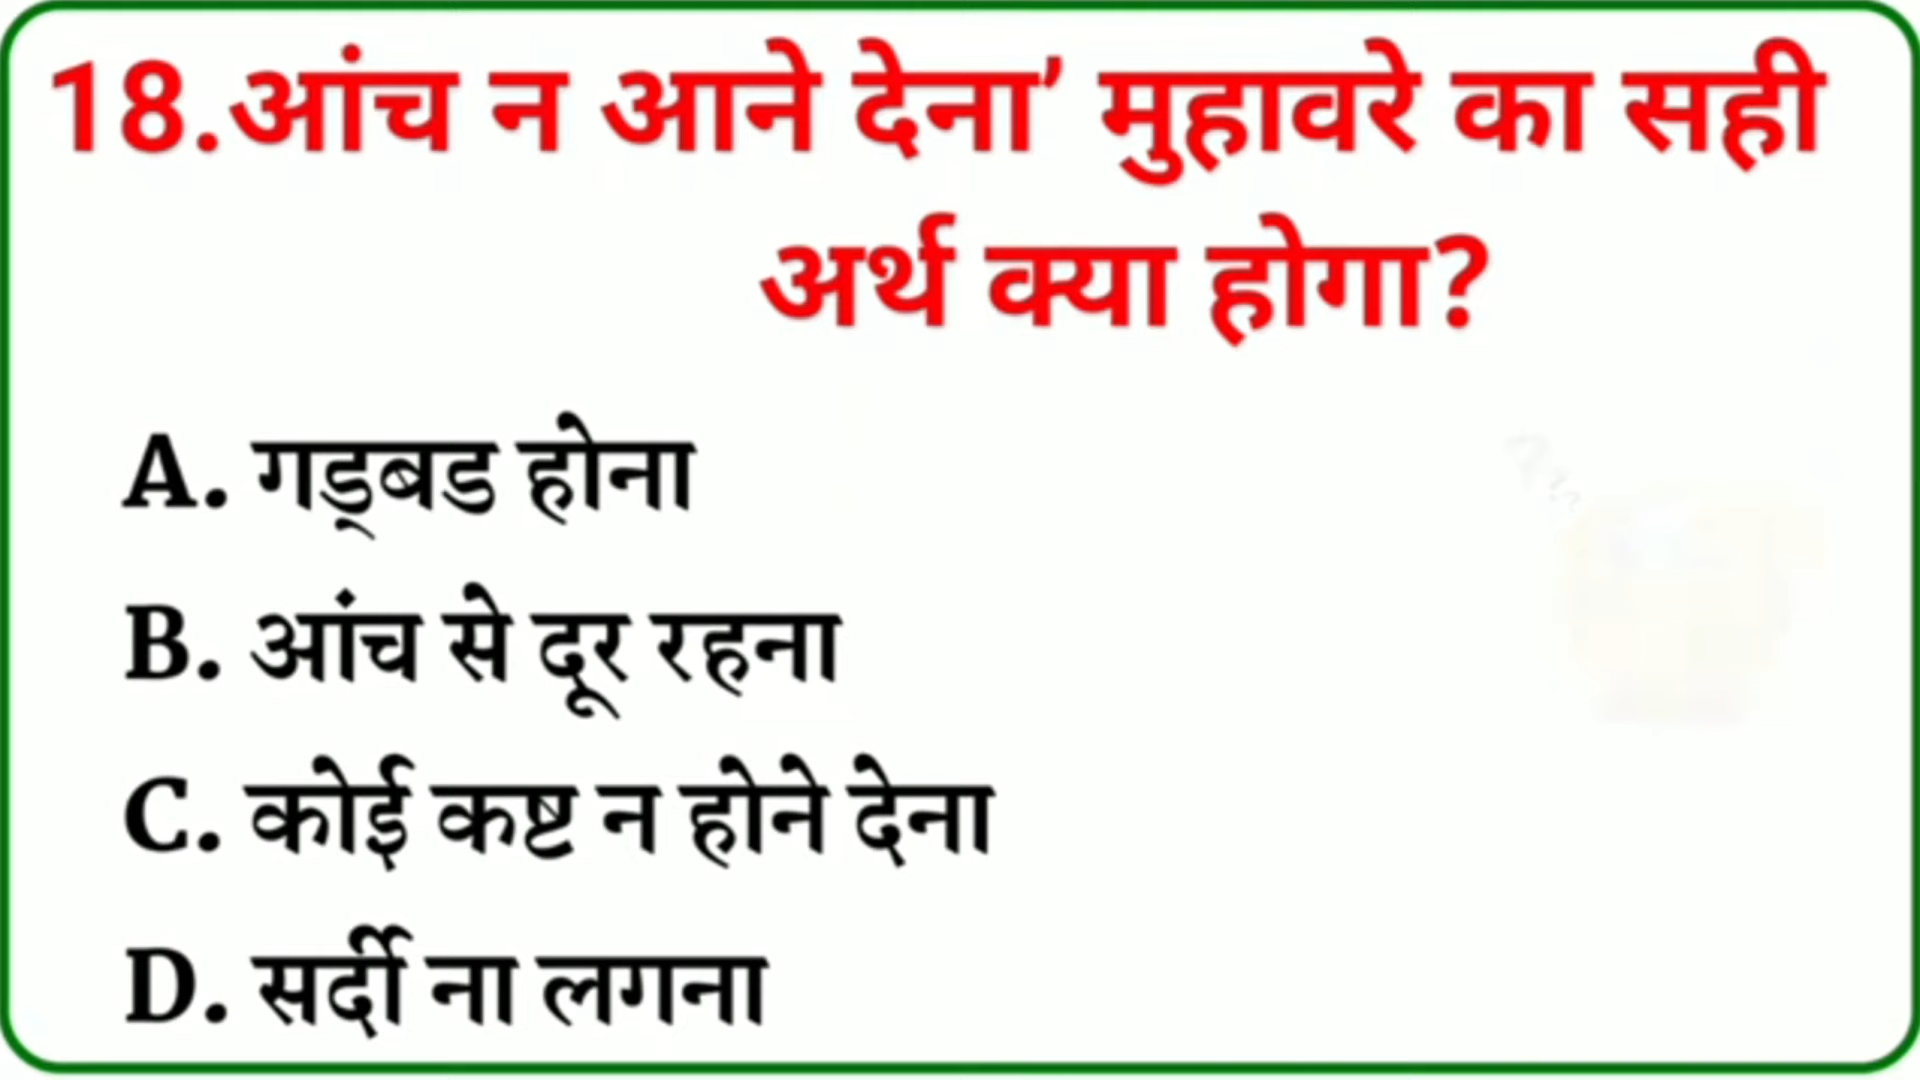 18.आंच न आने देना’ मुहावरे का सही
अर्थ क्या होगा?
A. गड़्बड होना
B. आंच से दूर रहना
C. कोई कष्ट न होने देना
D. सर्दी ना लगना